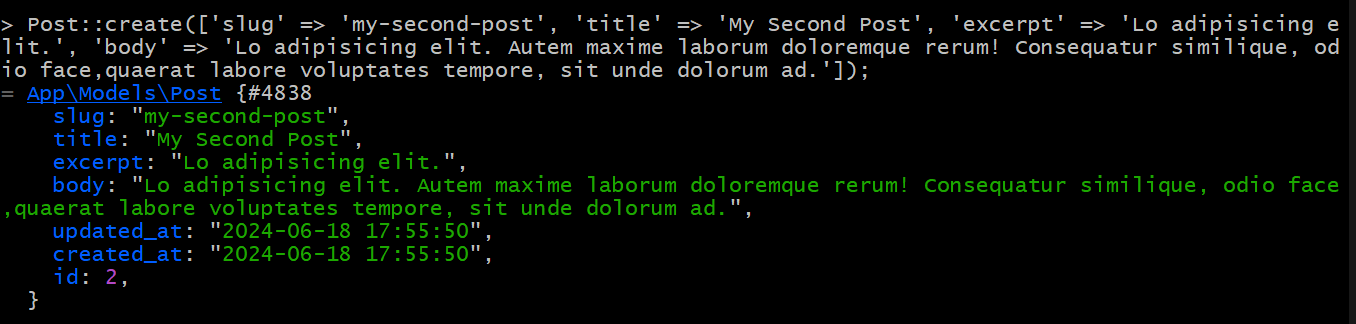 > Post::create(['slug' => 'my-second-post', 'title' => 'My Second Post', 'excerpt' => 'Lo adipisicing e
lit.', 'body' => 'Lo adipisicing elit. Autem maxime laborum doloremque rerum! Consequatur similique, od
io face,quaerat labore voluptates tempore, sit unde dolorum ad.']);
= App\Models\Post {#4838
    slug: "my-second-post",
    title: "My Second Post",
    excerpt: "Lo adipisicing elit.",
    body: "Lo adipisicing elit. Autem maxime laborum doloremque rerum! Consequatur similique, odio face
,quaerat labore voluptates tempore, sit unde dolorum ad.",
    updated_at: "2024-06-18 17:55:50",
    created_at: "2024-06-18 17:55:50",
    id: 2,
  }